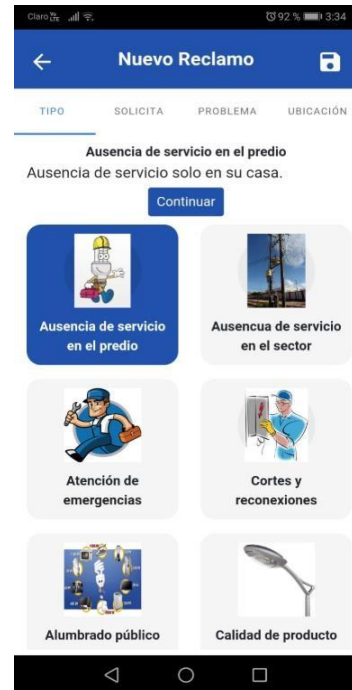 Claro 92 % 3:34
Nuevo Reclamo
TIPO SOLICITA PROBLEMA UBICACIÓN
Ausencia de servicio en el predio
Ausencia de servicio solo en su casa.
Continuar
Ausencia de servicio
en el predio
Ausencua de servicio
en el sector
Atención de
emergencias
Cortes y
reconexiones
Alumbrado público
Calidad de producto